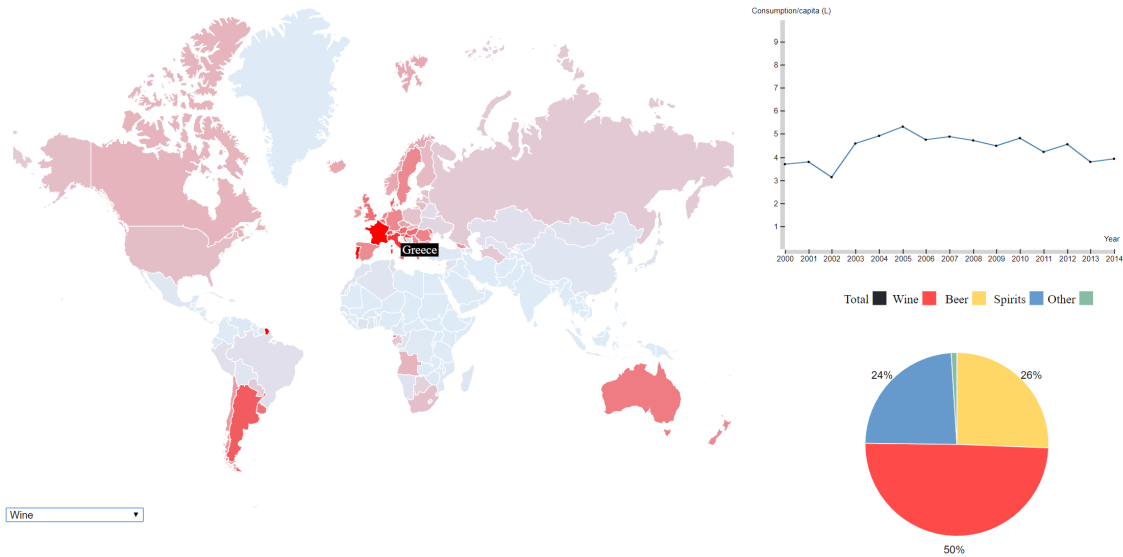 Consumption/capita (L)
9
8
7
6
5
4
3
2
1
Year
2000 2001 2002 2003 2004 2005 2006 2007 2008 2009 2010 2011 2012 2013 2014
Greece
Total Wine Beer Spirits Other
24% 26%
50%
Wine